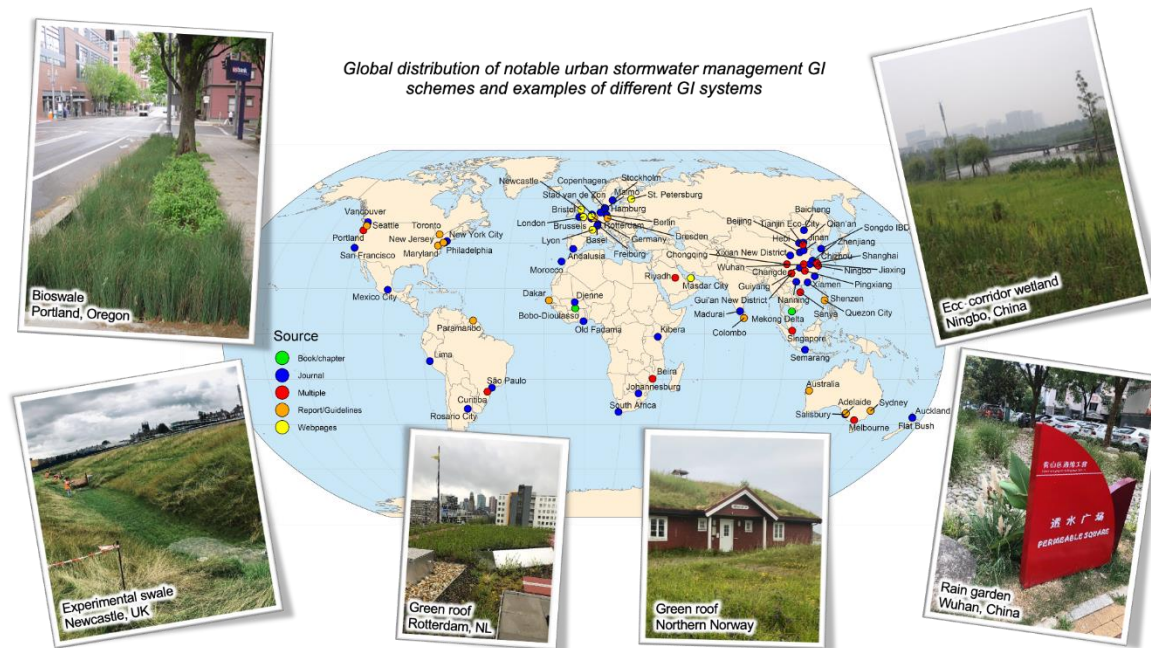 Global distribution of notable urban stormwater management GI
schemes and examples of different GI systems
Bioswale
Portland, Oregon
Eco-corridor wetland
Ningbo, China
Newcastle
Copenhagen
Stockholm
Stad van de Zon
Malmö
St. Petersburg
Bristol
Hamburg
London
Brussels
Rotterdam
Berlin
Dresden
Lyon
Basel
Germany
Freiburg
Andalusia
Morocco
Vancouver
Seattle
Toronto
Portland
New Jersey
New York City
San Francisco
Maryland
Philadelphia
Mexico City
Baicheng
Beijing
Tianjin Eco-City
Qian'an
Hebi
Jinan
Songdo IBD
Chongqing
Xixian New District
Chizhou
Zhenjiang
Shanghai
Wuhan
Changde
Ningbo
Jiaxing
Riyadh
Masdar City
Guiyang
Xiamen
Pingxiang
Gui'an New District
Nanning
Shenzen
Madurai
Mekong Delta
Sanya
Quezon City
Colombo
Singapore
Semarang
Dakar
Djenne
Bobo-Dioulasso
Old Fadama
Kibera
Paramaribo
Lima
São Paulo
Curitiba
Rosario City
Beira
Johannesburg
South Africa
Australia
Adelaide
Sydney
Salisbury
Melbourne
Auckland
Flat Bush
Source
Book/chapter
Journal
Multiple
Report/Guidelines
Webpages
Experimental swale
Newcastle, UK
Green roof
Rotterdam, NL
Green roof
Northern Norway
透水广场
PERMEABLE SQUARE
Rain garden
Wuhan, China